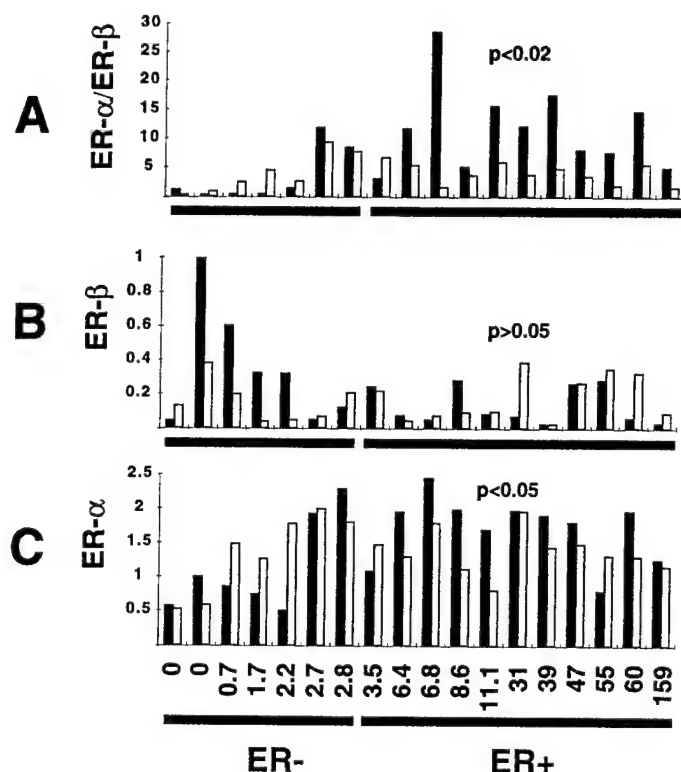 A
ER-α/ER-β
30
25
20
15
10
5
p<0.02
B
ER-β
1
0.8
0.6
0.4
0.2
p>0.05
C
ER-α
2.5
2
1.5
1
0.5
p<0.05
0 0 0.7 1.7 2.2 2.7 2.8 3.5 6.4 6.8 8.6 11.1 31 39 47 55 60 159
ER- ER+